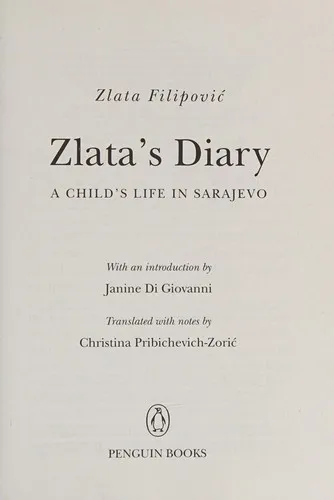 Zlata Filipović
Zlata's Diary
A CHILD'S LIFE IN SARAJEVO
With an introduction by
Janine Di Giovanni
Translated with notes by
Christina Pribichevich-Zorić
PENGUIN BOOKS